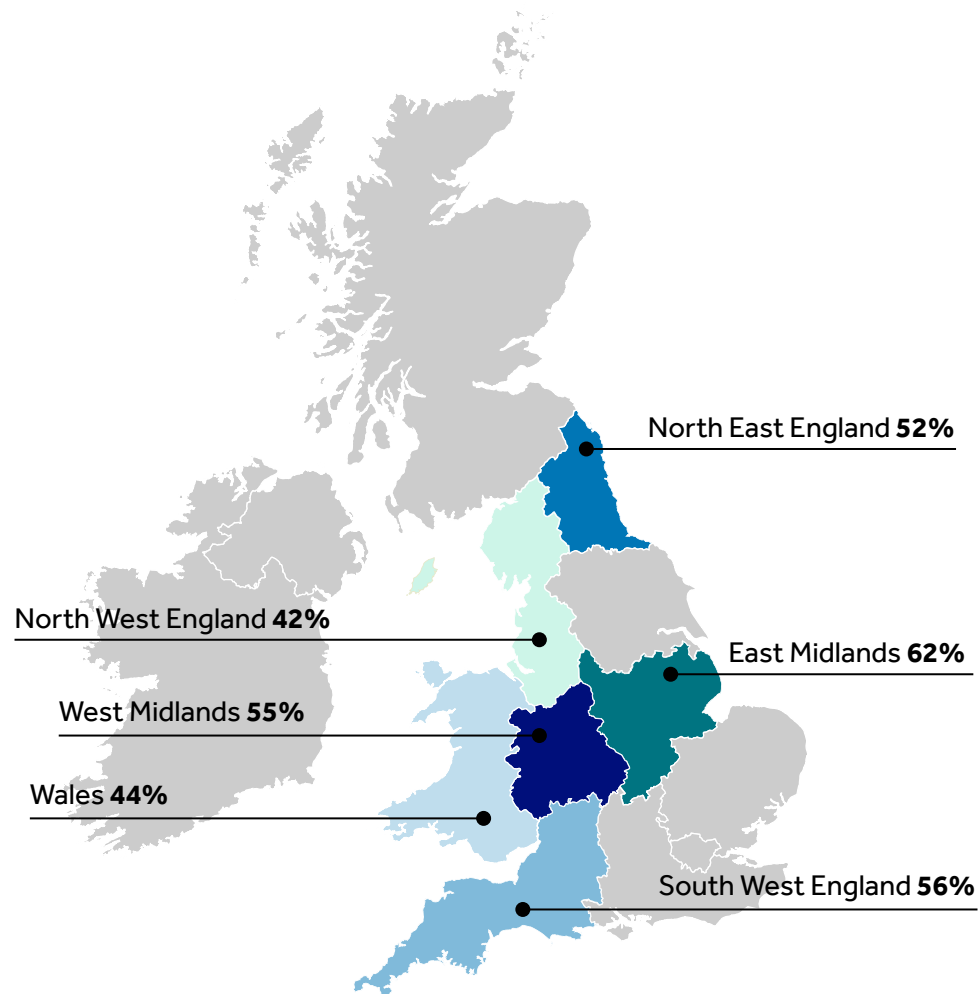 North East England 52%
North West England 42%
East Midlands 62%
West Midlands 55%
Wales 44%
South West England 56%